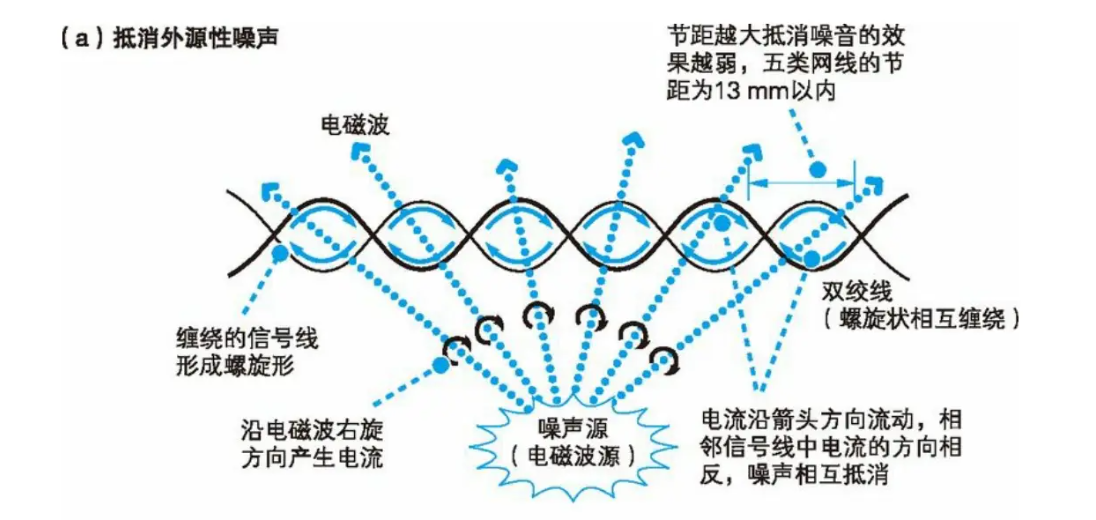 (a)抵消外源性噪声
节距越大抵消噪音的效
果越弱，五类网线的节
距为13 mm以内
电磁波
双绞线
(螺旋状相互缠绕)
缠绕的信号线
形成螺旋形
沿电磁波右旋
方向产生电流
噪声源
(电磁波源)
电流沿箭头方向流动，相
邻信号线中电流的方向相
反，噪声相互抵消